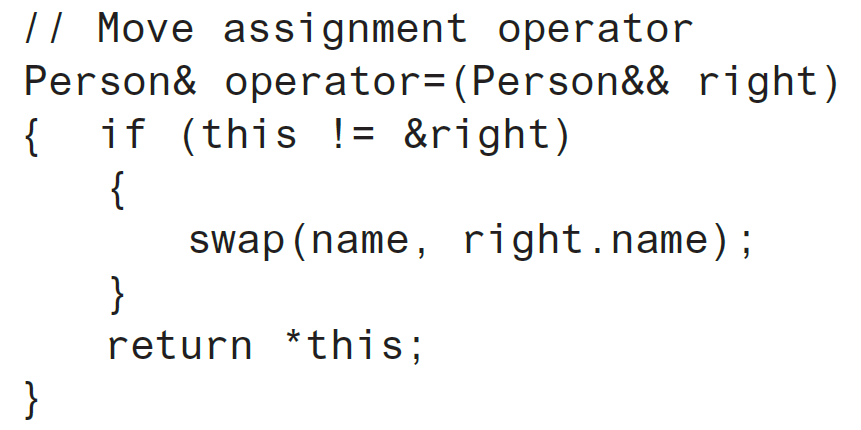 // Move assignment operator
Person& operator=(Person&& right)
{  if (this != &right)
    {
        swap(name, right.name);
    }
    return *this;
}